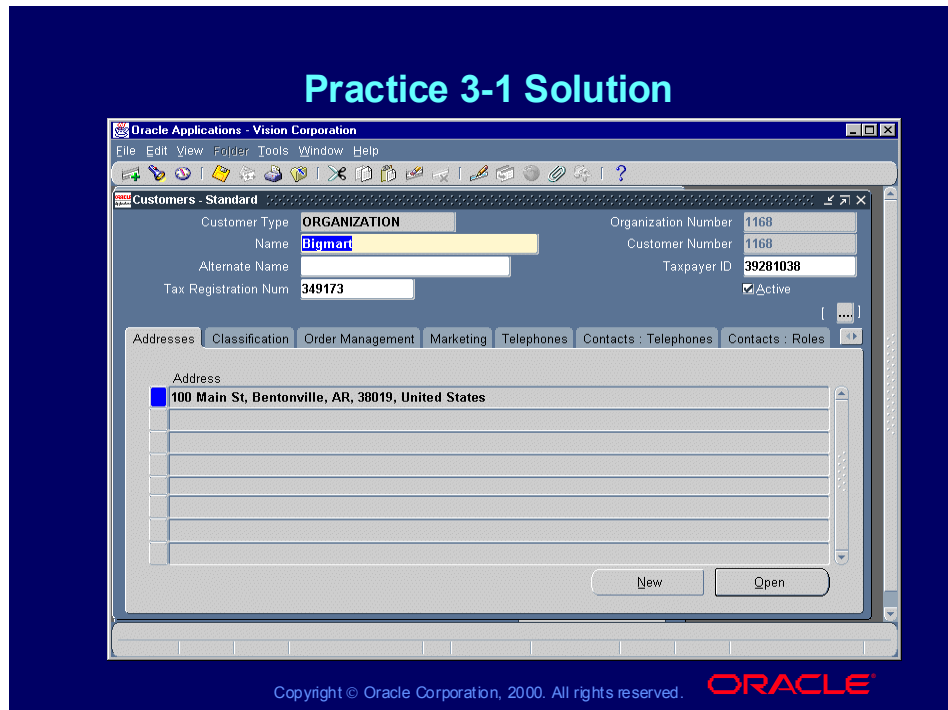 Practice 3-1 Solution
Oracle Applications - Vision Corporation
File Edit View Folder Tools Window Help
Customers - Standard
Customer Type ORGANIZATION Organization Number 1168
Name Bigmart Customer Number 1168
Alternate Name Taxpayer ID 39281038
Tax Registration Num 349173 Active
[ .... ]
Addresses Classification Order Management Marketing Telephones Contacts : Telephones Contacts : Roles
Address
100 Main St, Bentonville, AR, 38019, United States
New Open
Copyright © Oracle Corporation, 2000. All rights reserved. ORACLE®